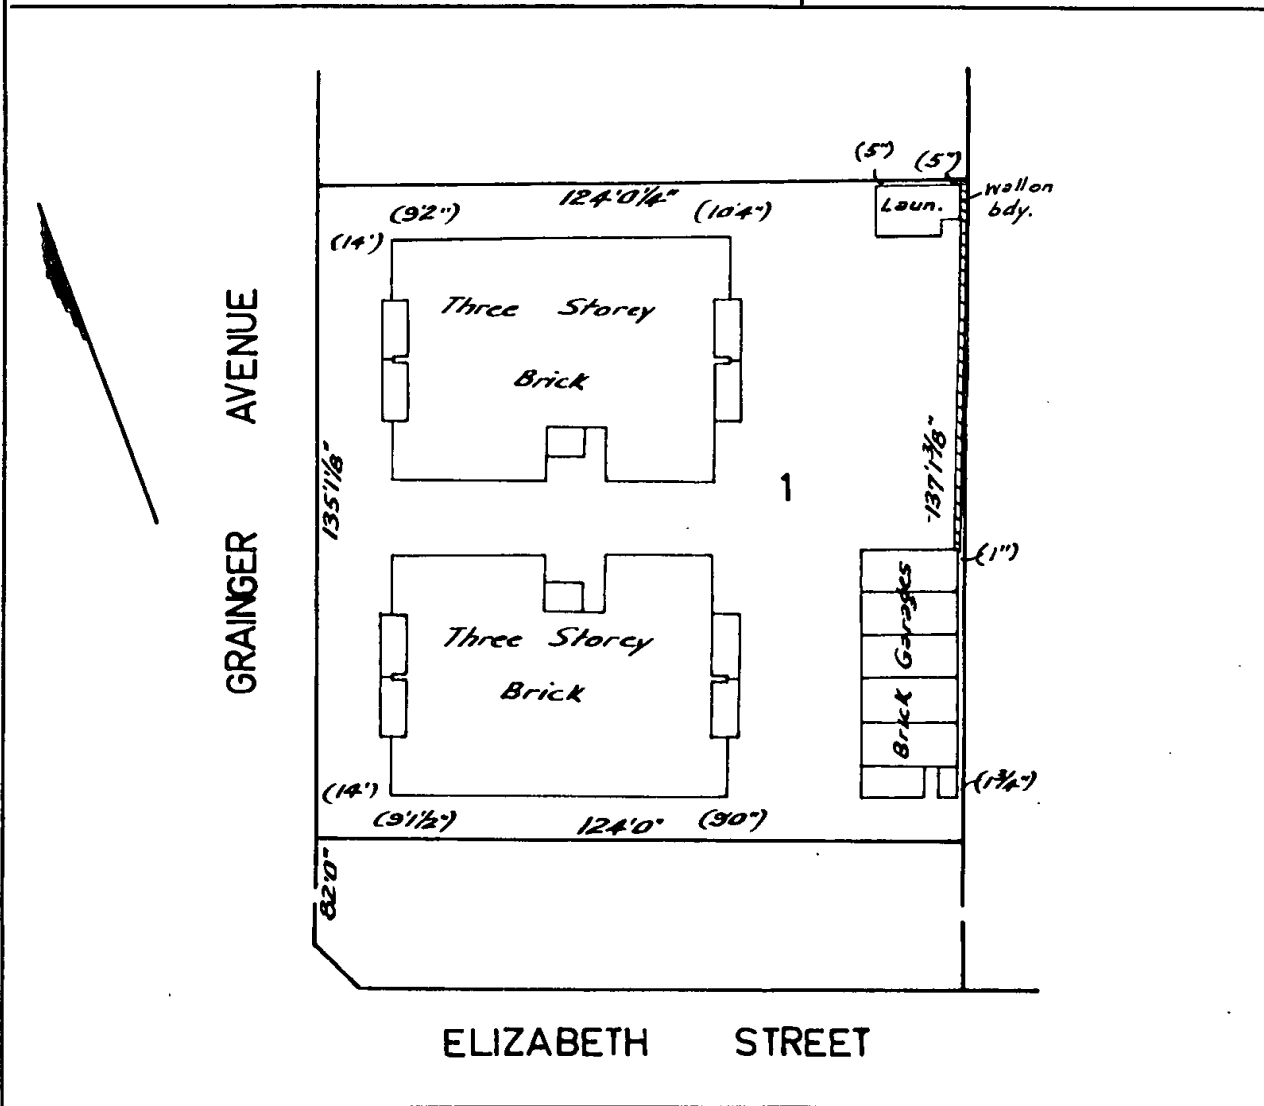 (5") (5")
124'0¼"
Wall on
bdy.
(9'2") (10'4") Laun.
(14')
Three Storey
Brick
GRAINGER AVENUE
135'1⅛"
137'1⅜"
1
(1")
Brick Garages
Three Storey
Brick
(14') (1¾")
(9'1½") 124'0" (9'0")
82'0"
ELIZABETH STREET